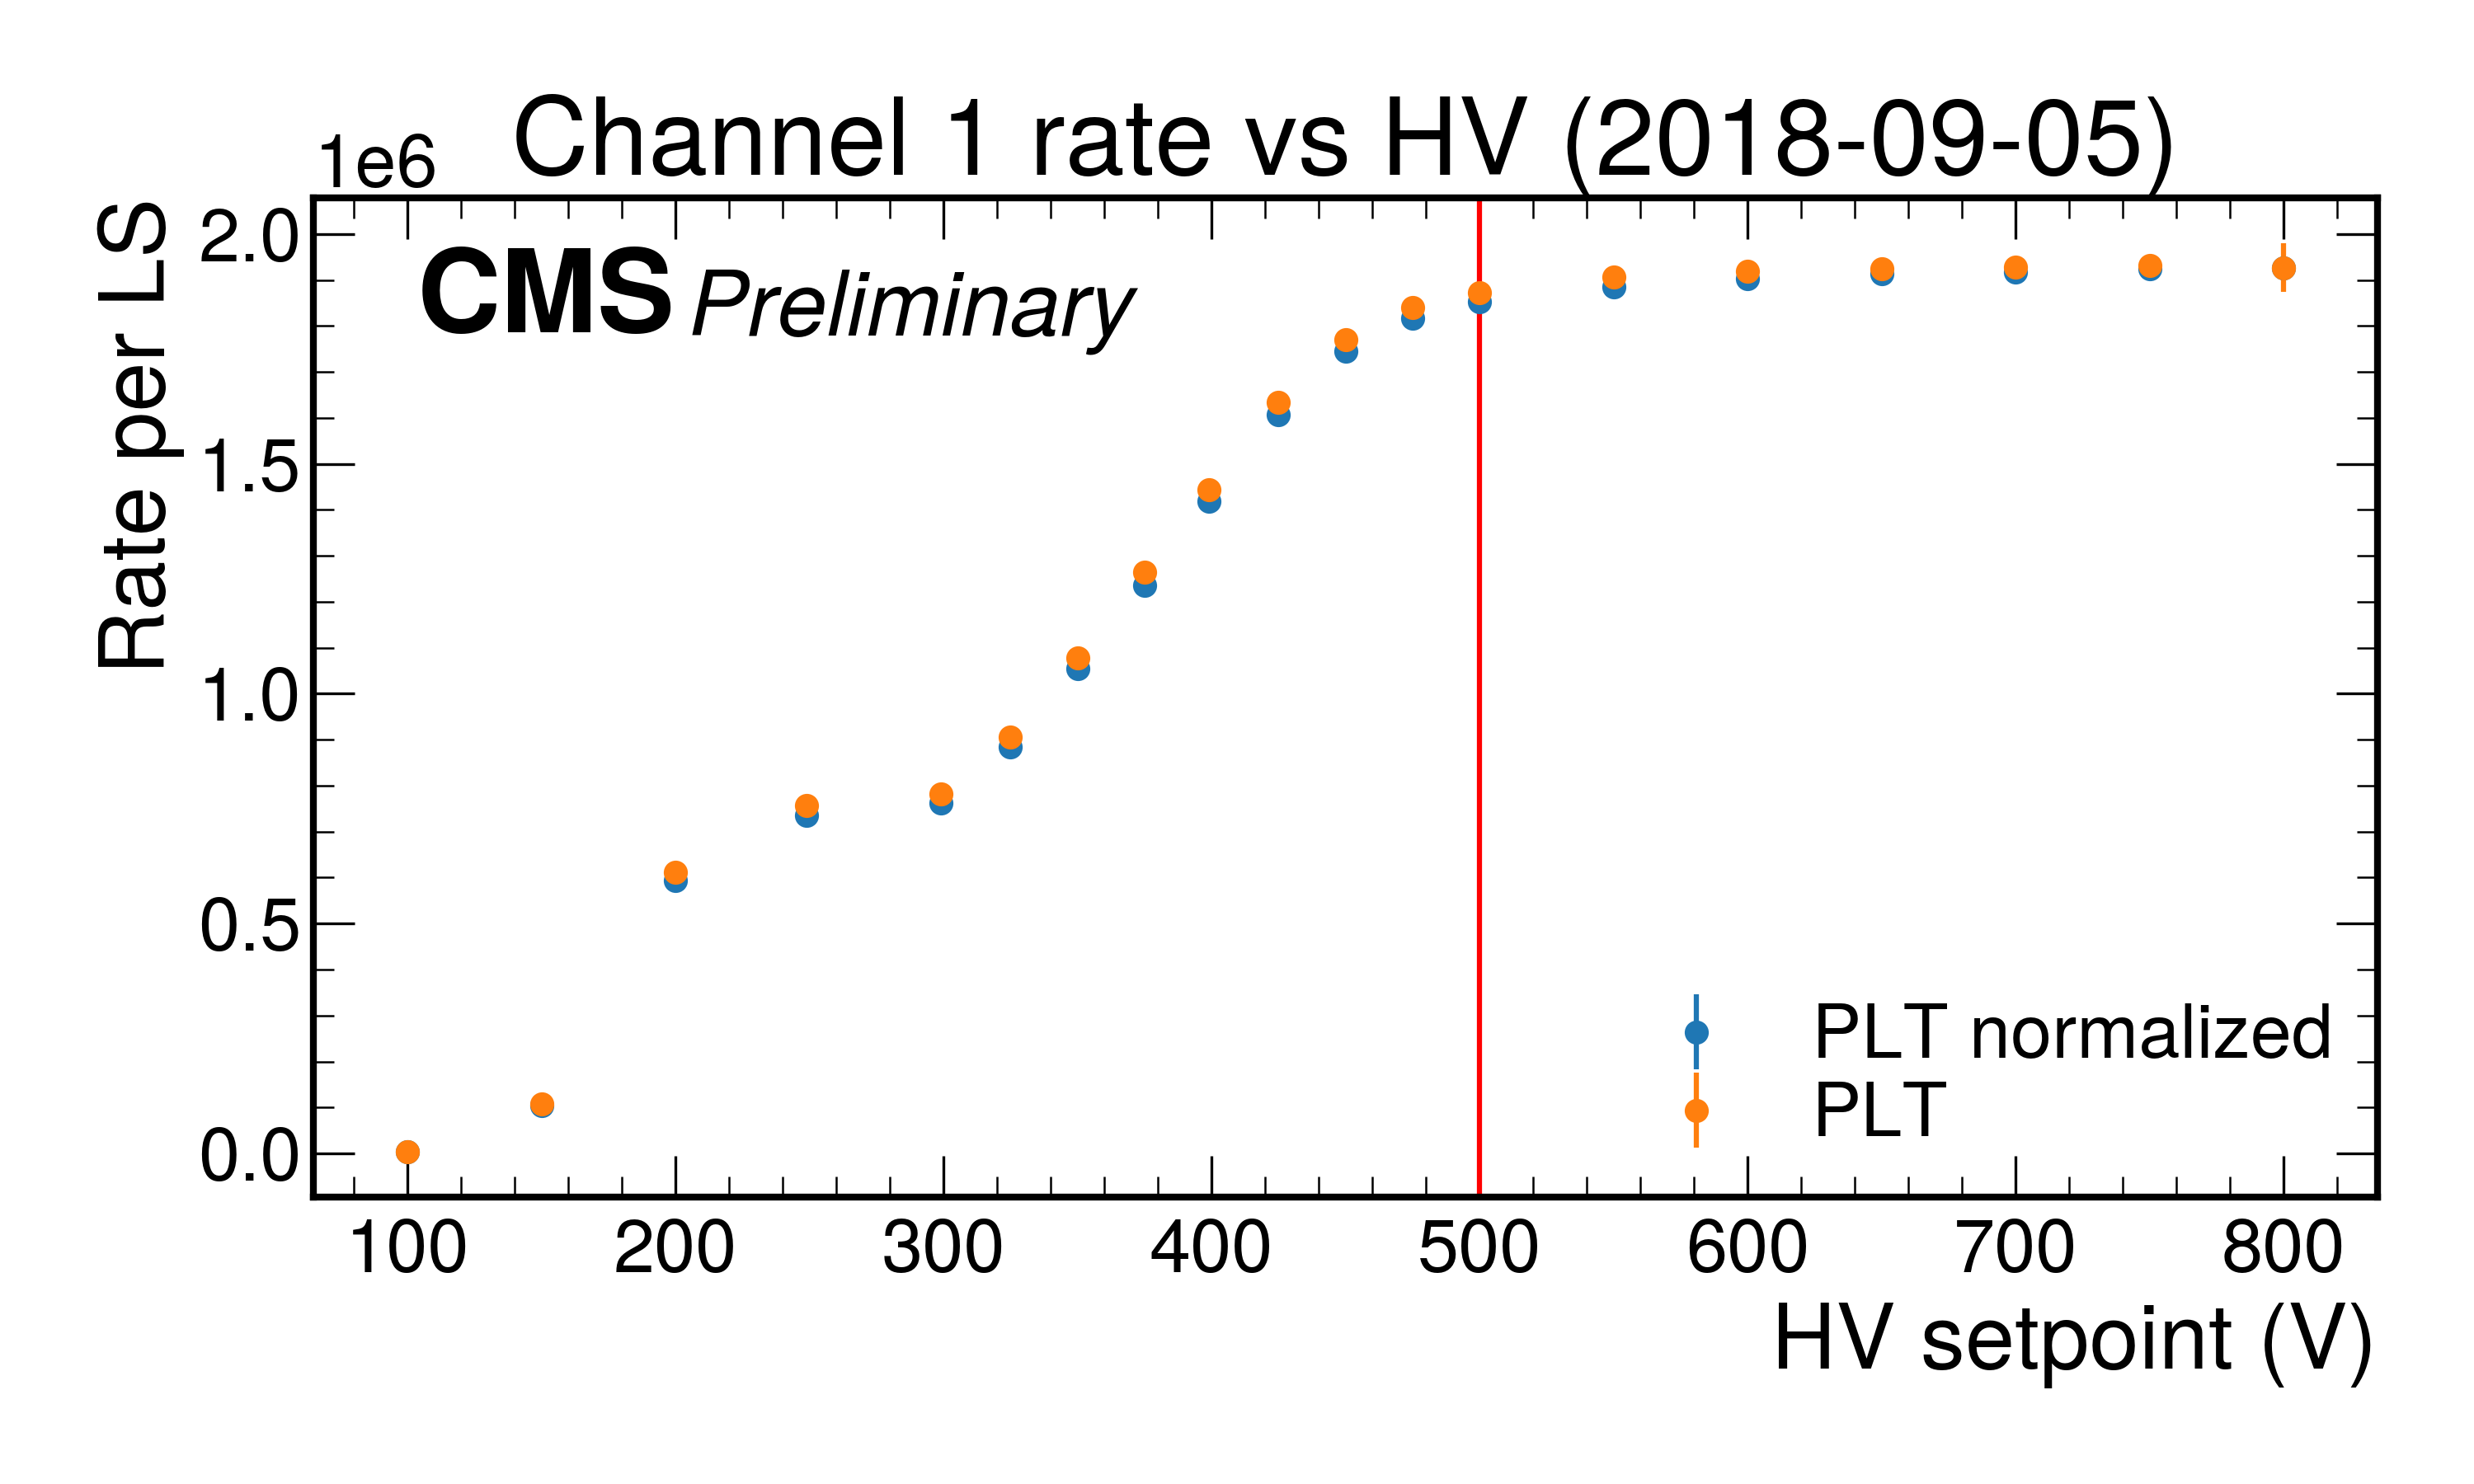 Channel 1 rate vs HV (2018-09-05)
1e6
CMS Preliminary
Rate per LS
2.0
1.5
1.0
0.5
0.0
PLT normalized
PLT
100 200 300 400 500 600 700 800
HV setpoint (V)